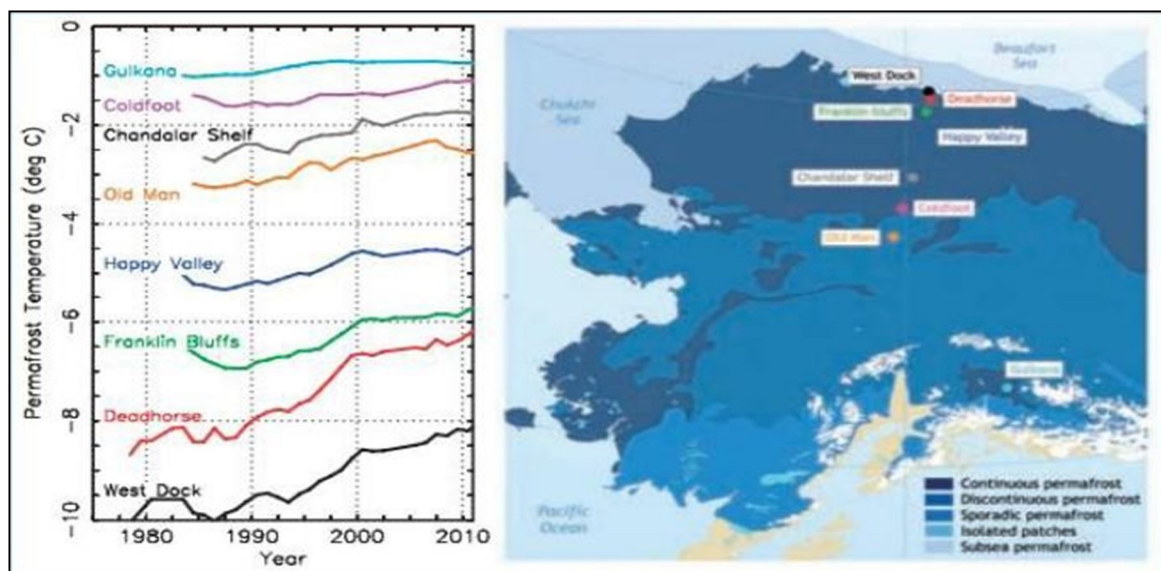 0
-2
-4
-6
-8
-10
Permafrost Temperature (deg C)
Gulkana
Coldfoot
Chandalar Shelf
Old Man
Happy Valley
Franklin Bluffs
Deadhorse
West Dock
1980
1990
2000
2010
Year
Beaufort
Sea
Chukchi
Sea
West Dock
Deadhorse
Franklin Bluffs
Happy Valley
Chandalar Shelf
Coldfoot
Old Man
Gulkana
Pacific
Ocean
Continuous permafrost
Discontinuous permafrost
Sporadic permafrost
Isolated patches
Subsea permafrost